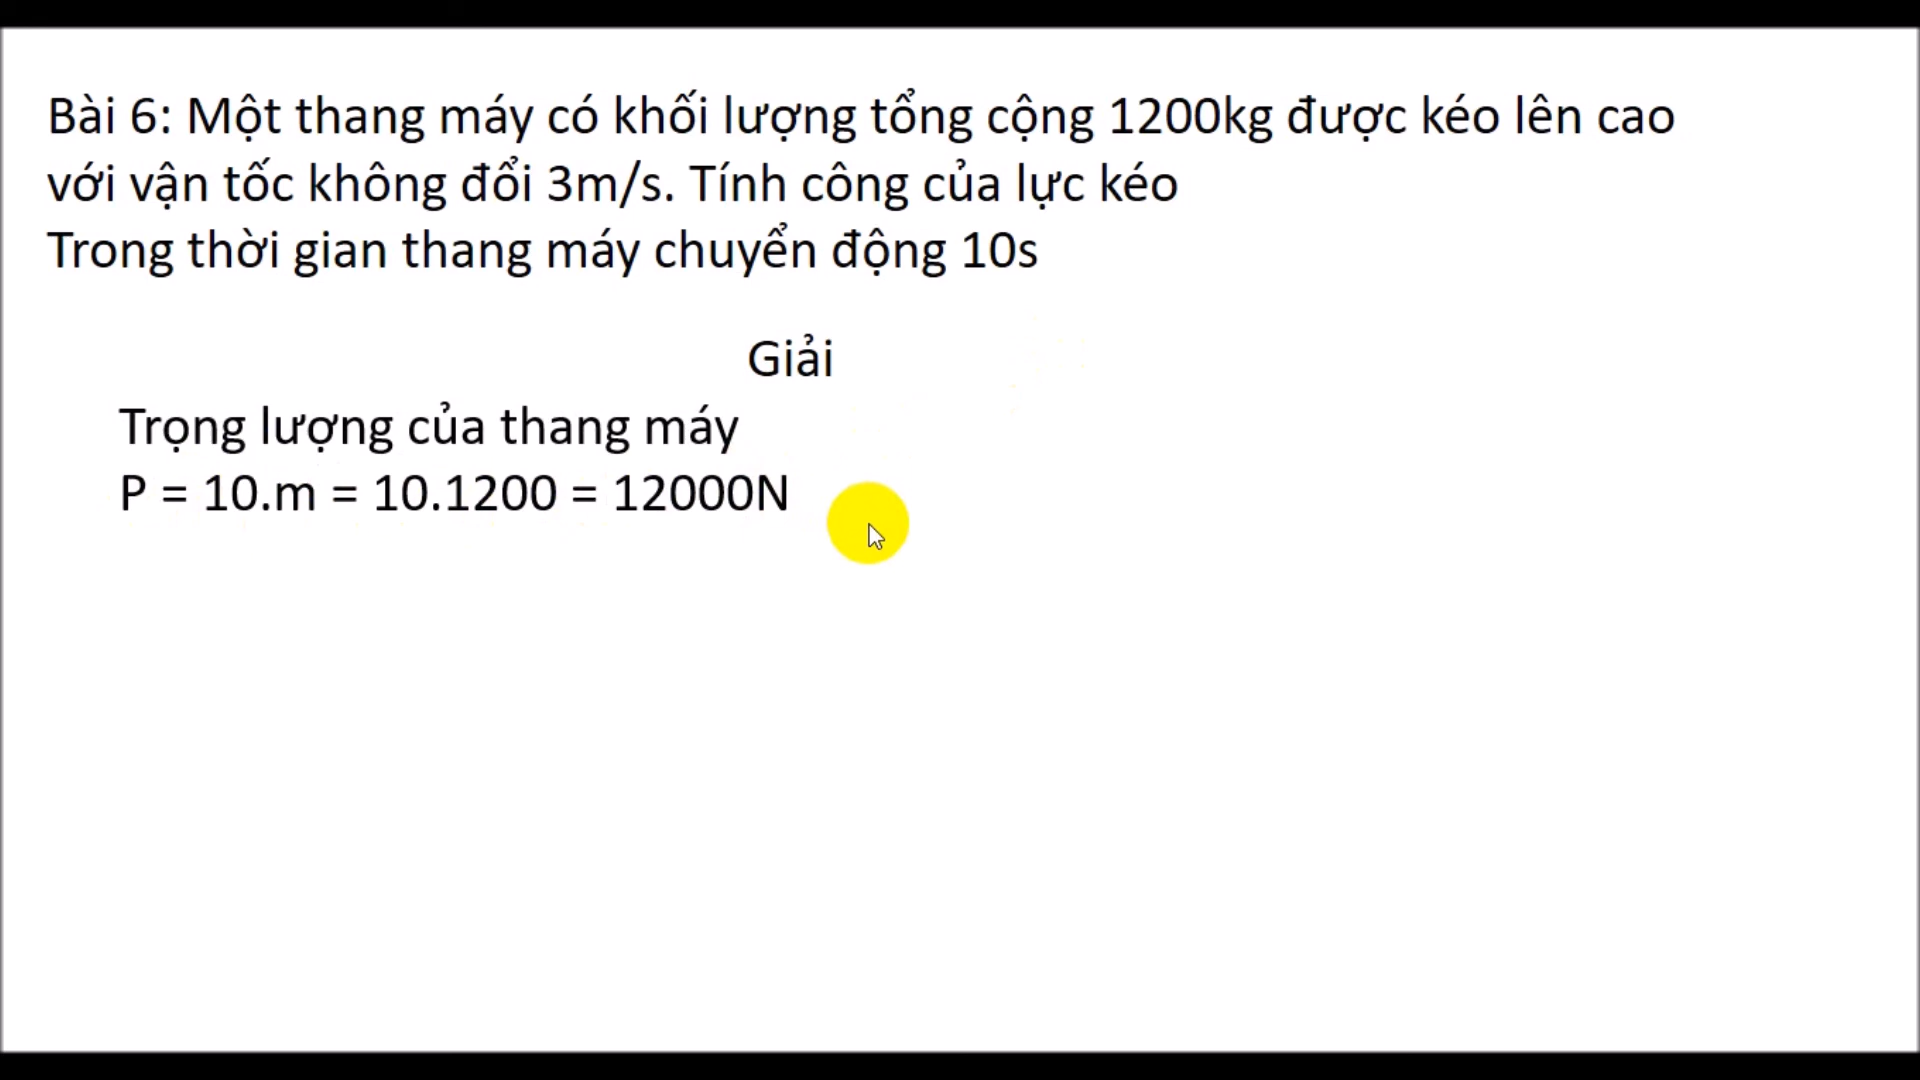 Bài 6: Một thang máy có khối lượng tổng cộng 1200kg được kéo lên cao
với vận tốc không đổi 3m/s. Tính công của lực kéo
Trong thời gian thang máy chuyển động 10s
Giải
Trọng lượng của thang máy
P = 10.m = 10.1200 = 12000N